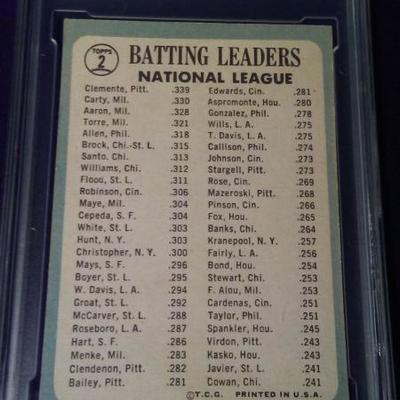 TOPPS
2
BATTING LEADERS
NATIONAL LEAGUE
Clemente, Pitt. .339
Carty, Mil. .330
Aaron, Mil. .328
Torre, Mil. .321
Allen, Phil. .318
Brock, Chi.-St. L. .315
Santo, Chi. .313
Williams, Chi. .312
Flood, St. L. .311
Robinson, Cin. .306
Maye, Mil. .304
Cepeda, S. F. .304
White, St. L. .303
Hunt, N. Y. .303
Christopher, N. Y. .300
Mays, S. F. .296
Boyer, St. L. .295
W. Davis, L. A. .294
Groat, St. L. .292
McCarver, St. L. .288
Roseboro, L. A. .287
Hart, S. F. .286
Menke, Mil. .283
Clendenon, Pitt. .282
Bailey, Pitt. .281
Edwards, Cin. .281
Aspromonte, Hou. .280
Gonzalez, Phil. .278
Wills, L. A. .275
T. Davis, L. A. .275
Callison, Phil. .274
Johnson, Cin. .273
Stargell, Pitt. .273
Rose, Cin. .269
Mazeroski, Pitt. .268
Pinson, Cin. .266
Fox, Hou. .265
Banks, Chi. .264
Kranepool, N. Y. .257
Fairly, L. A. .256
Bond, Hou. .254
Stewart, Chi. .253
F. Alou, Mil. .253
Cardenas, Cin. .251
Taylor, Phil. .251
Spankler, Hou. .245
Virdon, Pitt. .243
Kasko, Hou. .243
Javier, St. L. .241
Cowan, Chi. .241
©T.C.G. PRINTED IN U.S.A.